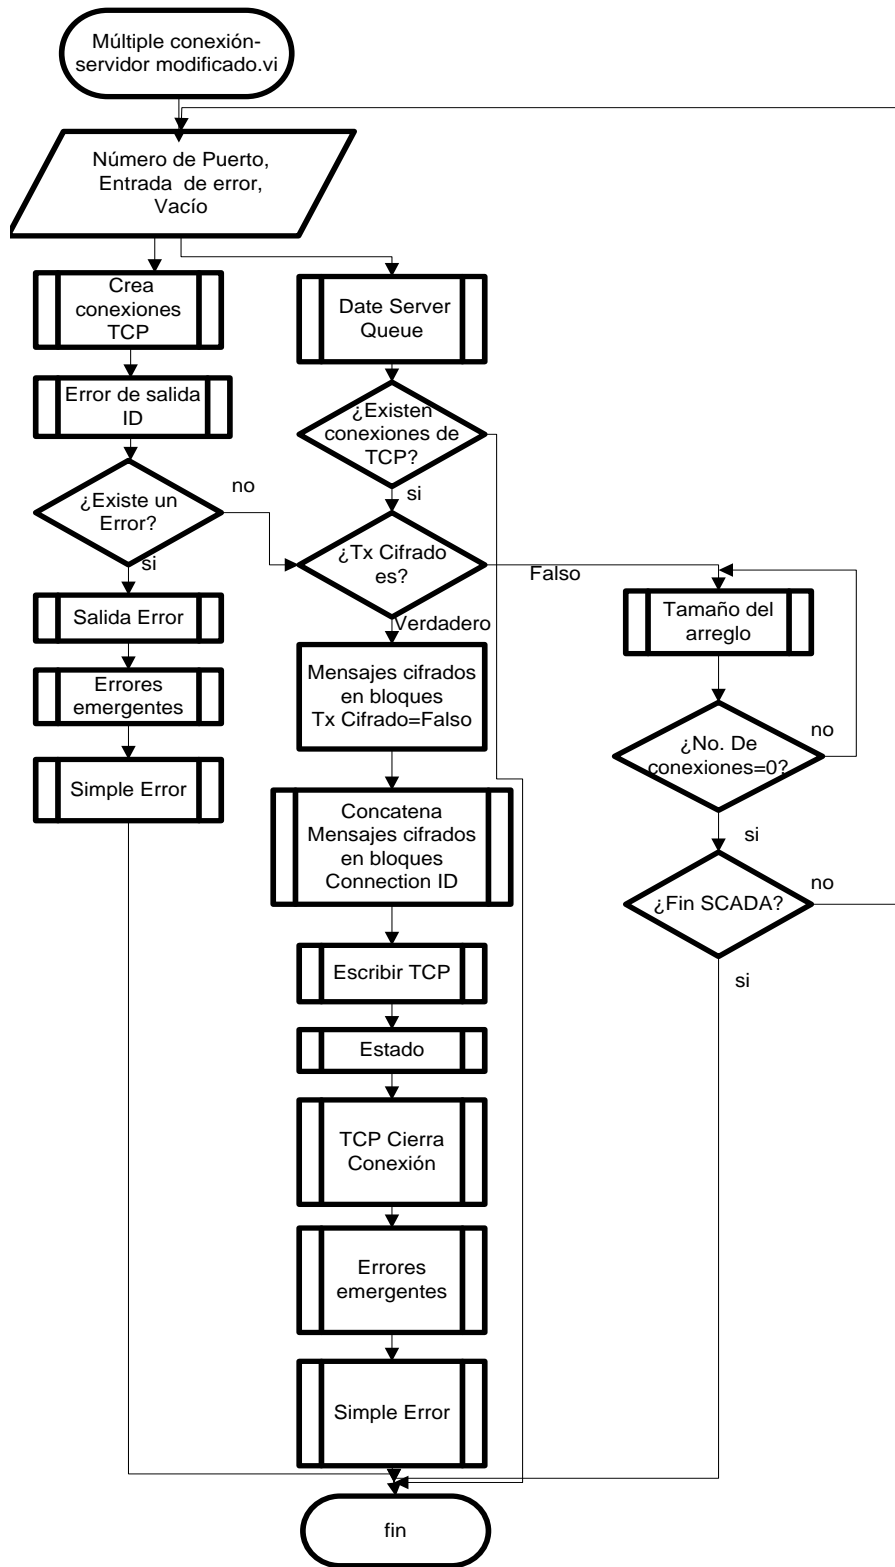 Múltiple conexión-
servidor modificado.vi
Número de Puerto,
Entrada de error,
Vacío
Crea
conexiones
TCP
Date Server
Queue
Error de salida
ID
¿Existen
conexiones de
TCP?
¿Existe un
Error?
no
si
si
¿Tx Cifrado
es?
Falso
Verdadero
Salida Error
Tamaño del
arreglo
Errores
emergentes
Mensajes cifrados
en bloques
Tx Cifrado=Falso
¿No. De
conexiones=0?
no
si
Simple Error
Concatena
Mensajes cifrados
en bloques
Connection ID
¿Fin SCADA?
no
si
Escribir TCP
Estado
TCP Cierra
Conexión
Errores
emergentes
Simple Error
fin